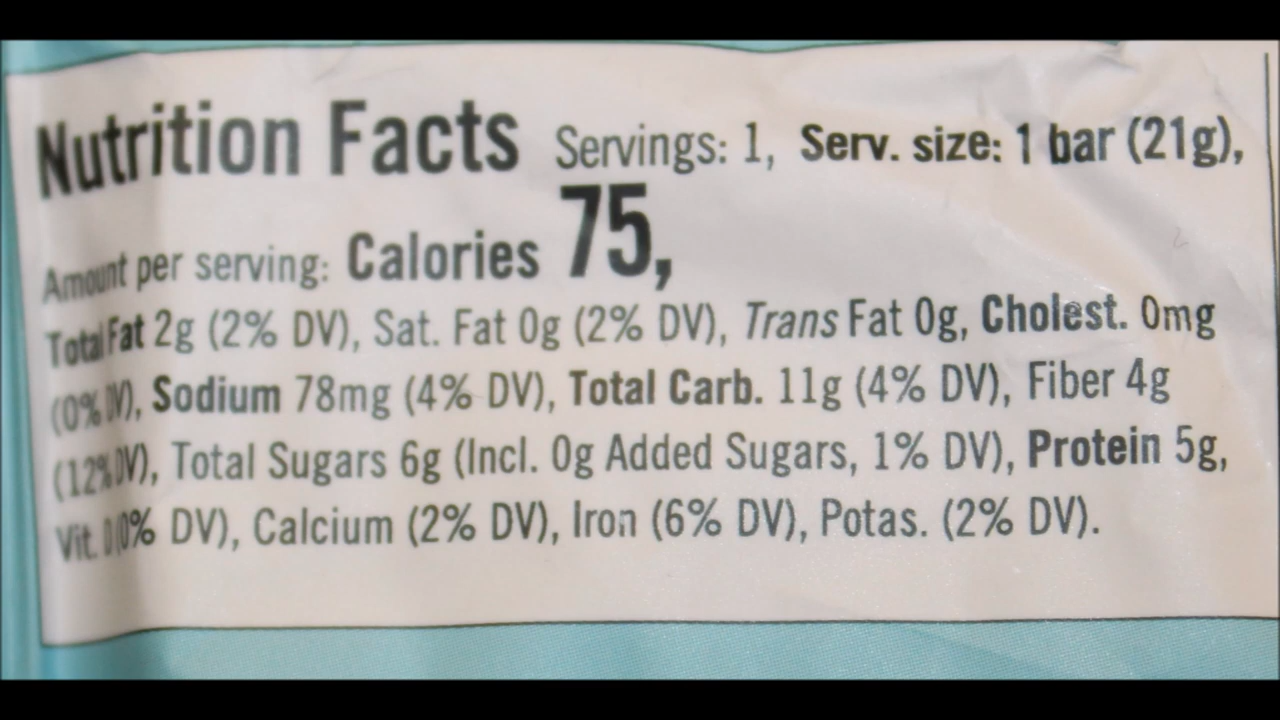 Nutrition Facts Servings: 1, Serv. size: 1 bar (21g),
Amount per serving: Calories 75,
Total Fat 2g (2% DV), Sat. Fat 0g (2% DV), Trans Fat 0g, Cholest. 0mg
(0% DV), Sodium 78mg (4% DV), Total Carb. 11g (4% DV), Fiber 4g
(12% DV), Total Sugars 6g (Incl. 0g Added Sugars, 1% DV), Protein 5g,
Vit. D (0% DV), Calcium (2% DV), Iron (6% DV), Potas. (2% DV).